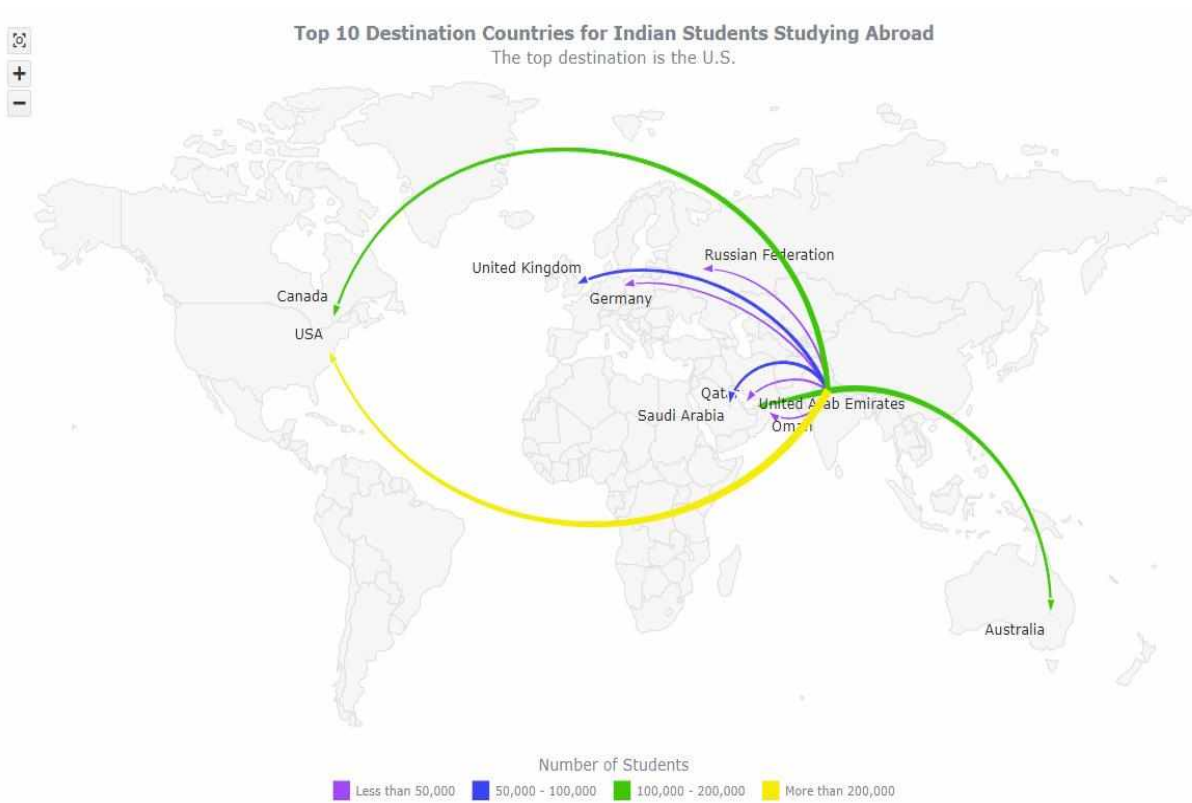 Top 10 Destination Countries for Indian Students Studying Abroad
The top destination is the U.S.
+
−
Russian Federation
United Kingdom
Canada
Germany
USA
Qatar
United Arab Emirates
Saudi Arabia
Oman
Australia
Number of Students
Less than 50,000
50,000 - 100,000
100,000 - 200,000
More than 200,000